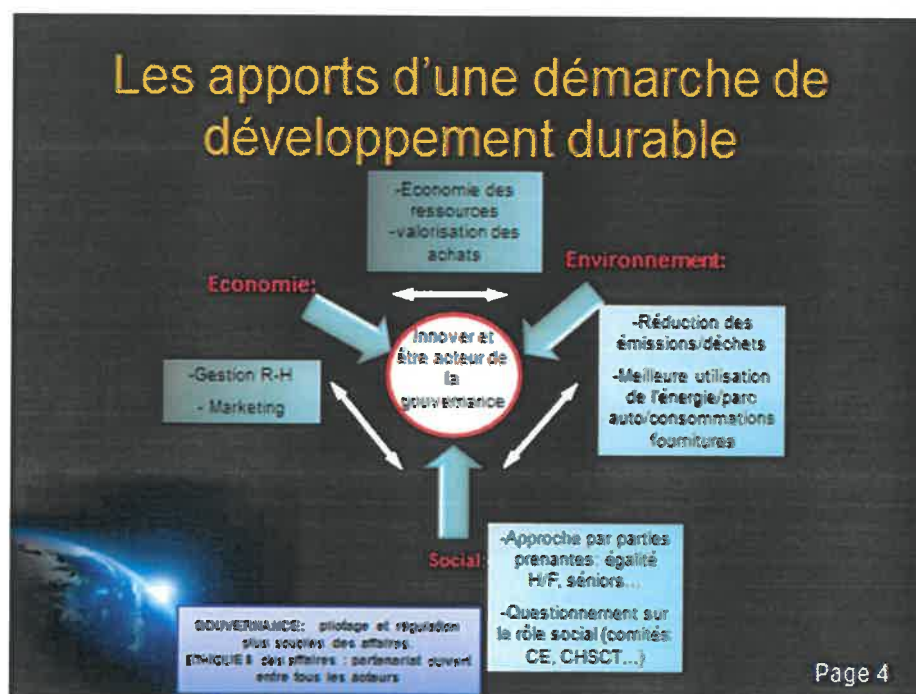 Les apports d'une démarche de
développement durable
-Economie des
ressources
-valorisation des
achats
Environnement:
Economie:
Innover et
être acteur de
la
gouvernance
-Réduction des
émissions/déchets
-Meilleure utilisation
de l'énergie/parc
auto/consommations
fournitures
-Gestion R-H
- Marketing
Social:
-Approche par parties
prenantes: égalité
H/F, séniors...
-Questionnement sur
le rôle social (comités:
CE, CHSCT...)
GOUVERNANCE: pilotage et régulation
plus souples des affaires.
des affaires : partenariat ouvert
entre tous les acteurs
Page 4